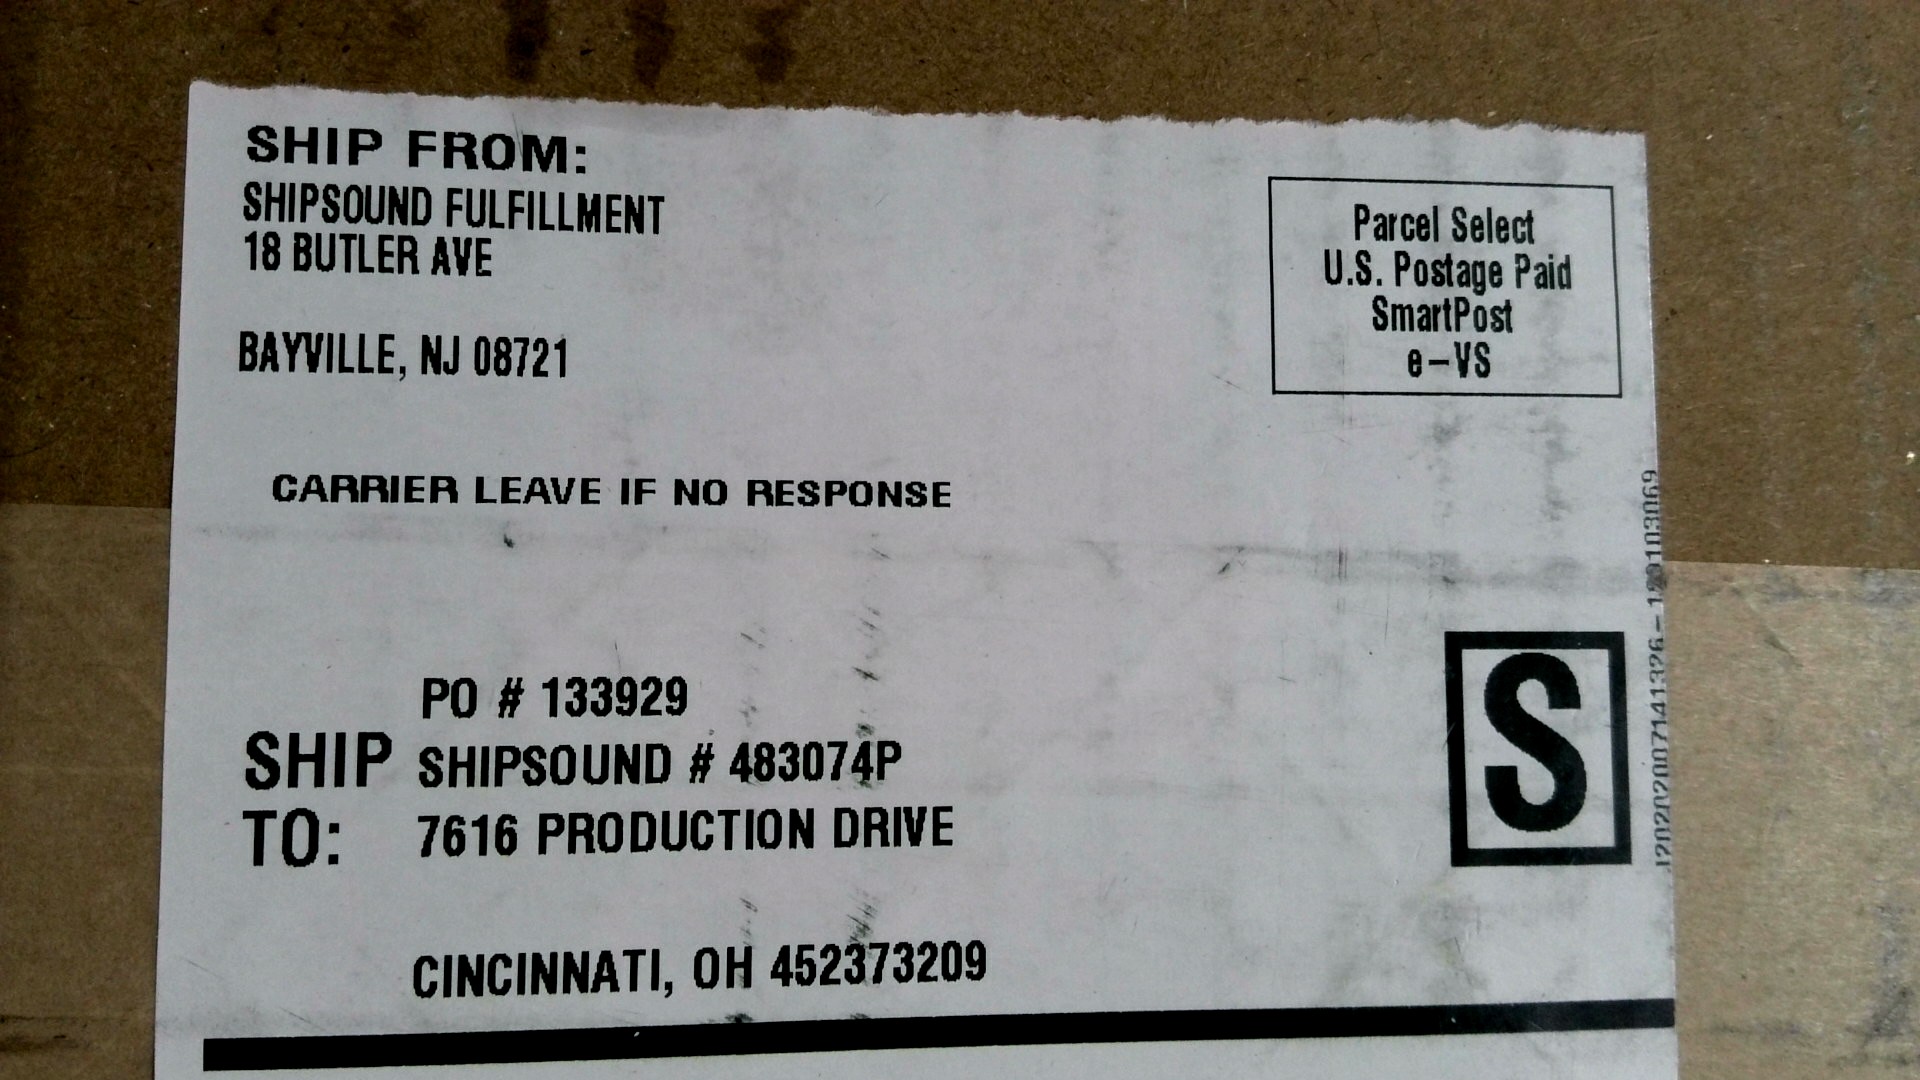 SHIP FROM:
SHIPSOUND FULFILLMENT
18 BUTLER AVE
BAYVILLE, NJ 08721
Parcel Select
U.S. Postage Paid
SmartPost
e-VS
CARRIER LEAVE IF NO RESPONSE
PO # 133929
SHIP TO:
SHIPSOUND # 483074P
7616 PRODUCTION DRIVE
CINCINNATI, OH 452373209
S